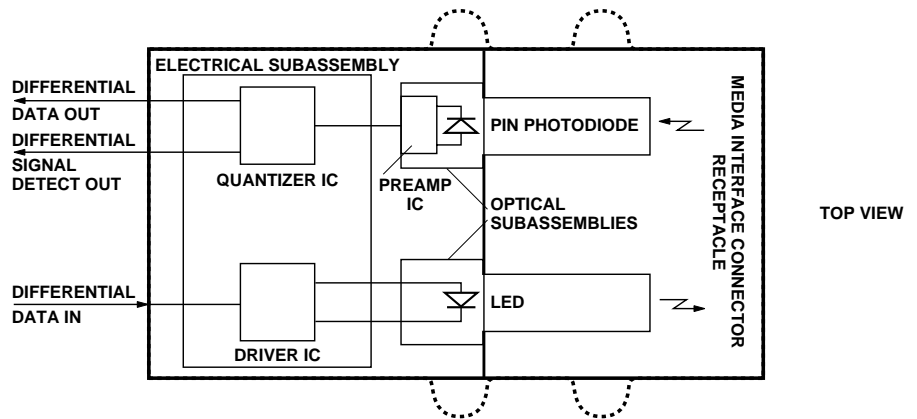 ELECTRICAL SUBASSEMBLY
DIFFERENTIAL
DATA OUT
DIFFERENTIAL
SIGNAL
DETECT OUT
QUANTIZER IC
PREAMP
IC
PIN PHOTODIODE
OPTICAL
SUBASSEMBLIES
DIFFERENTIAL
DATA IN
DRIVER IC
LED
MEDIA INTERFACE CONNECTOR
RECEPTACLE
TOP VIEW